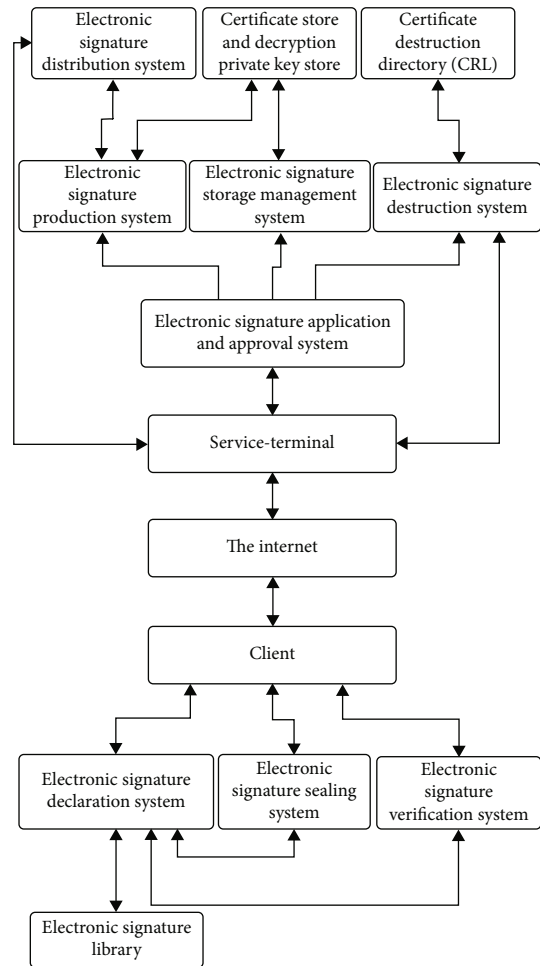 Electronic
signature
distribution system
Certificate store
and decryption
private key store
Certificate
destruction
directory (CRL)
Electronic
signature
production system
Electronic signature
storage management
system
Electronic signature
destruction system
Electronic signature application
and approval system
Service-terminal
The internet
Client
Electronic signature
declaration system
Electronic
signature sealing
system
Electronic
signature
verification system
Electronic signature
library